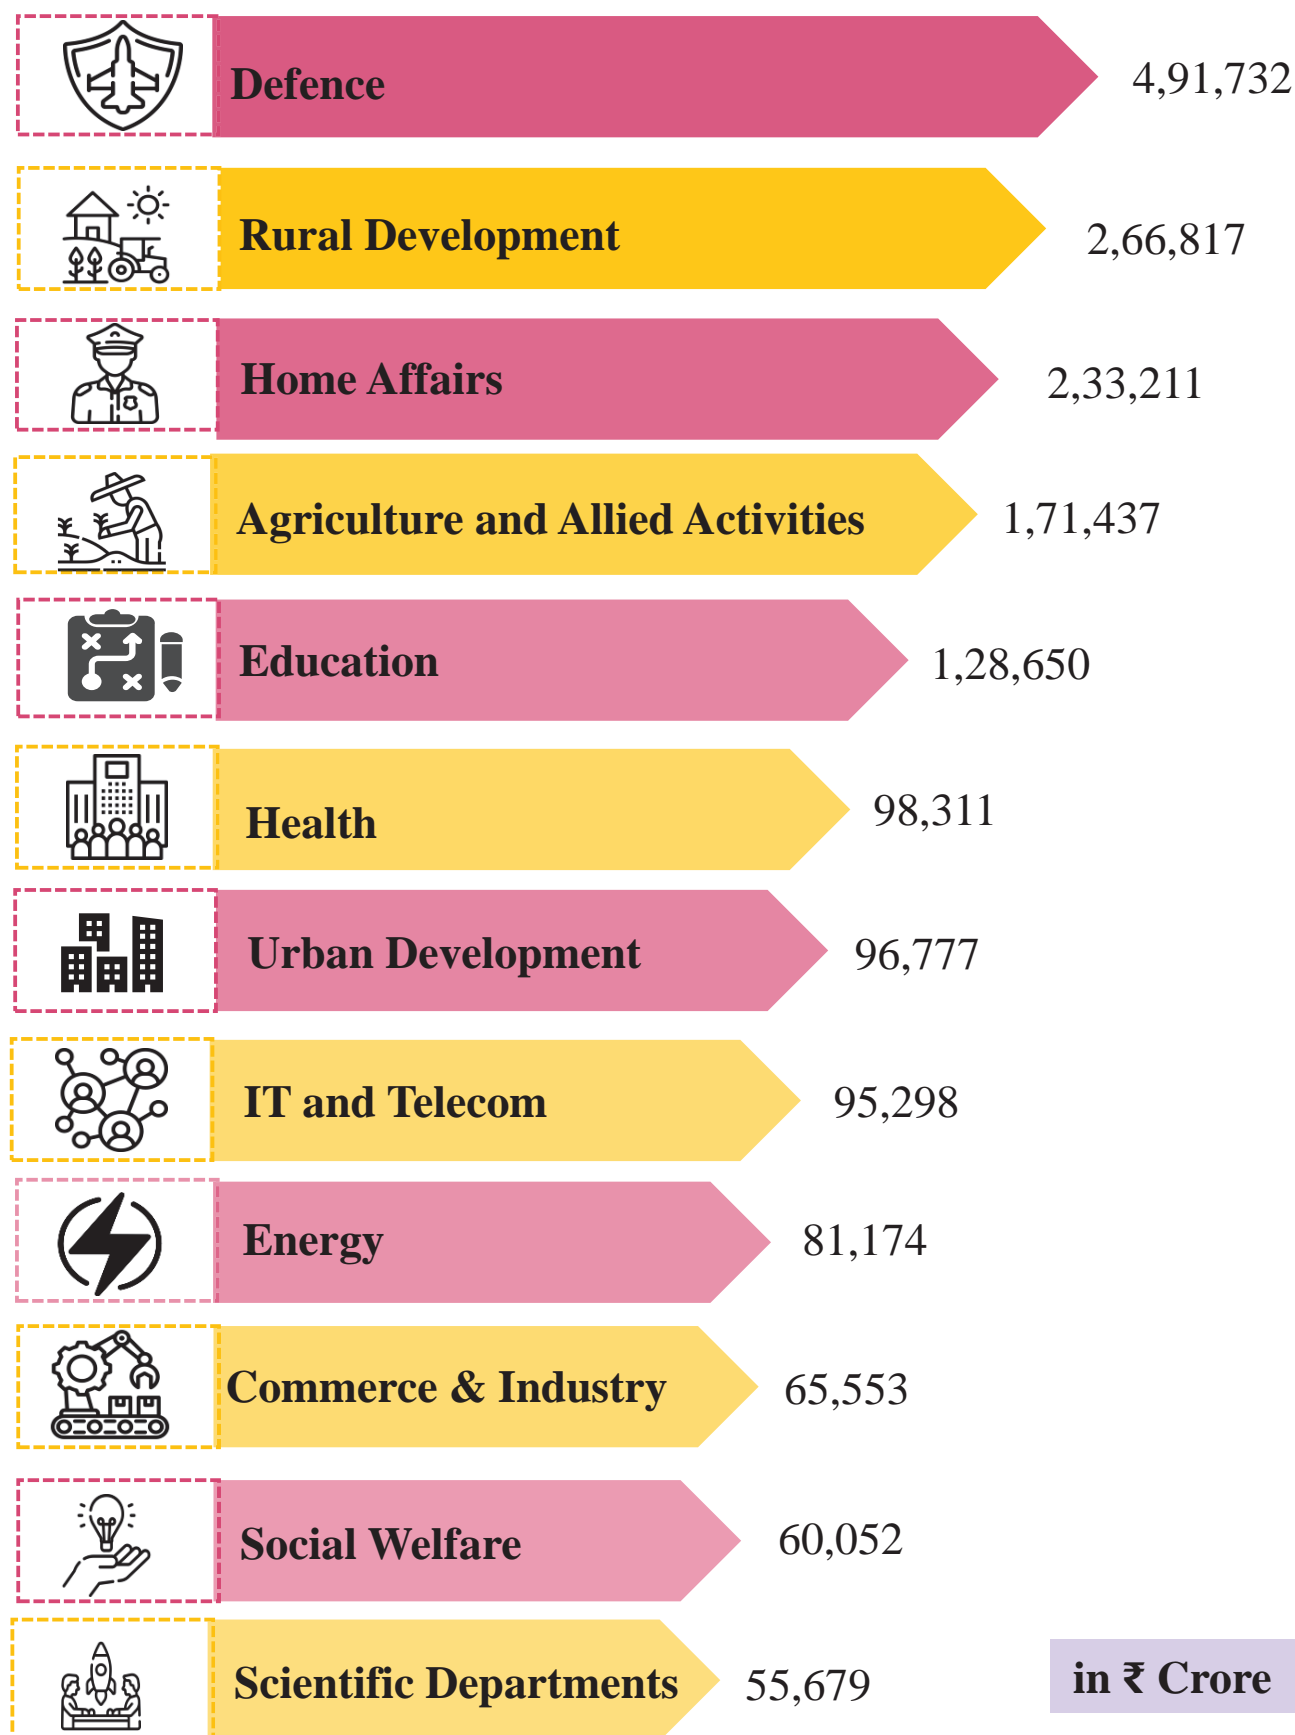 Defence 4,91,732
Rural Development 2,66,817
Home Affairs 2,33,211
Agriculture and Allied Activities 1,71,437
Education 1,28,650
Health 98,311
Urban Development 96,777
IT and Telecom 95,298
Energy 81,174
Commerce & Industry 65,553
Social Welfare 60,052
Scientific Departments 55,679
in ₹ Crore